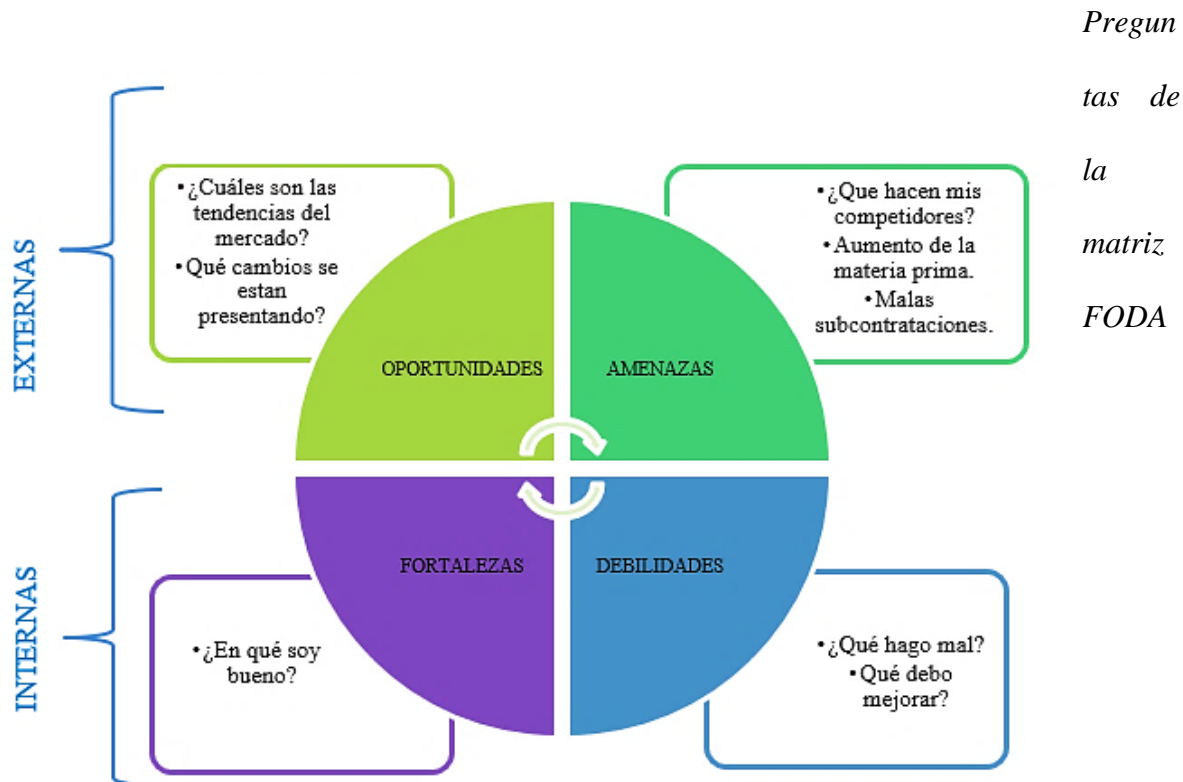 Pregun
tas de
la
matriz
FODA
EXTERNAS
• ¿Cuáles son las
tendencias del
mercado?
• Qué cambios se
estan
presentando?
• ¿Que hacen mis
competidores?
• Aumento de la
materia prima.
• Malas
subcontrataciones.
OPORTUNIDADES
AMENAZAS
INTERNAS
FORTALEZAS
DEBILIDADES
• ¿En qué soy
bueno?
• ¿Qué hago mal?
• Qué debo
mejorar?